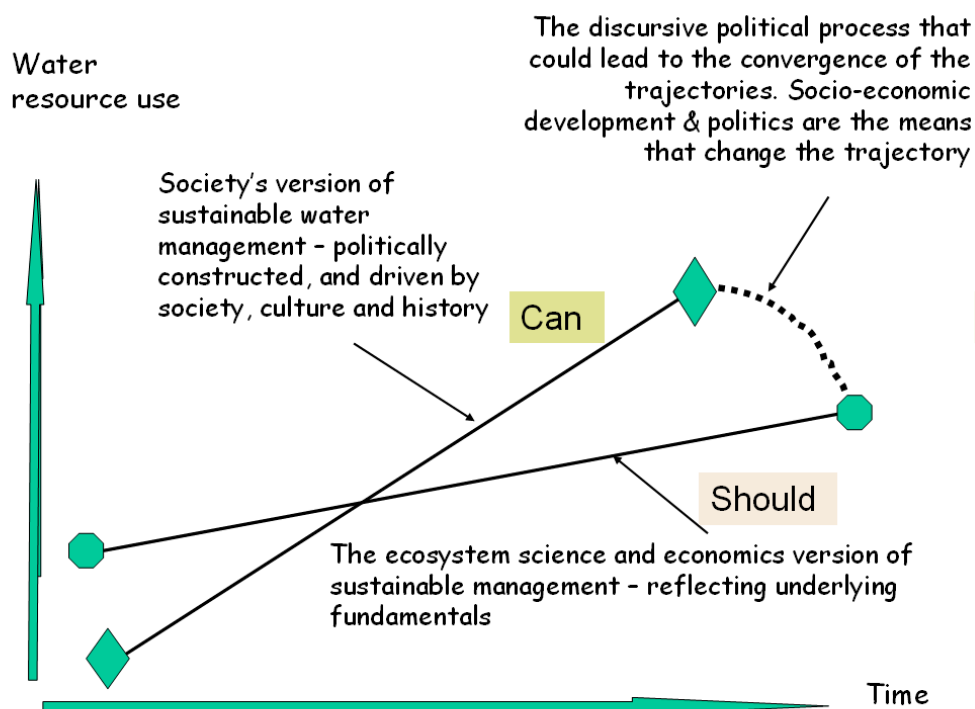 The discursive political process that
could lead to the convergence of the
trajectories. Socio-economic
development & politics are the means
that change the trajectory
Water
resource use
Society's version of
sustainable water
management – politically
constructed, and driven by
society, culture and history
Can
Should
The ecosystem science and economics version of
sustainable management – reflecting underlying
fundamentals
Time